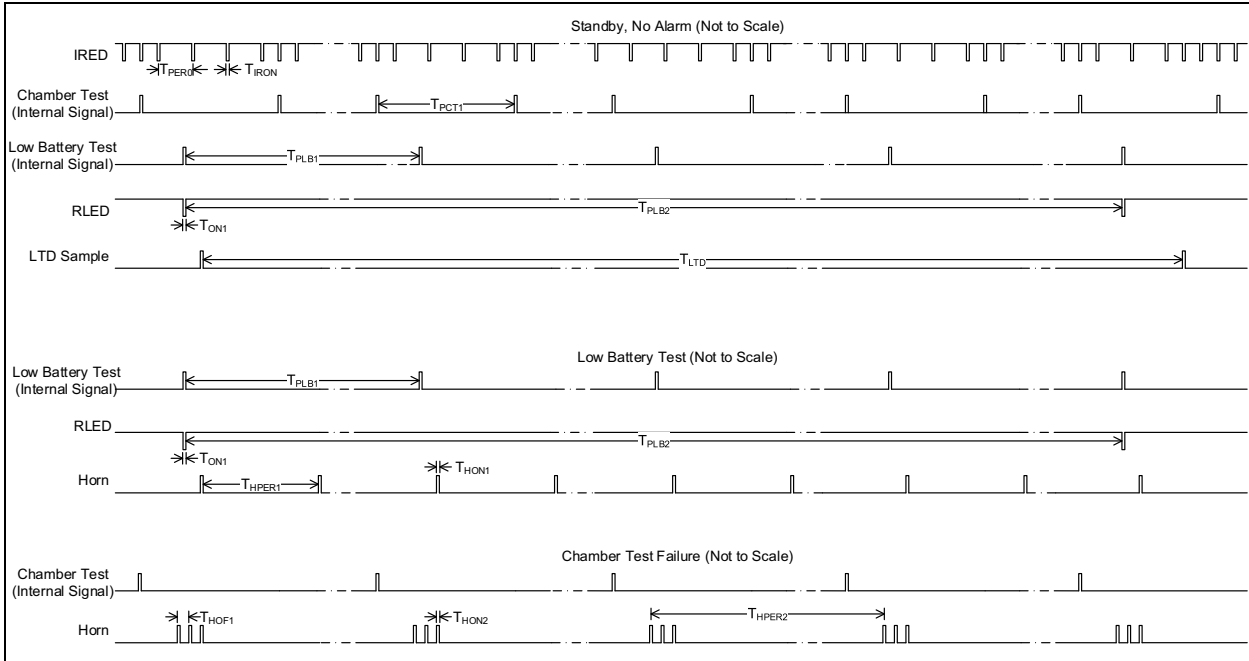 Standby, No Alarm (Not to Scale)
IRED
TPER0
TIRON
Chamber Test
(Internal Signal)
TPCT1
Low Battery Test
(Internal Signal)
TPLB1
RLED
TPLB2
TON1
LTD Sample
TLTD
Low Battery Test (Not to Scale)
Low Battery Test
(Internal Signal)
TPLB1
RLED
TPLB2
TON1
THON1
Horn
THPER1
Chamber Test Failure (Not to Scale)
Chamber Test
(Internal Signal)
THOF1
THON2
THPER2
Horn